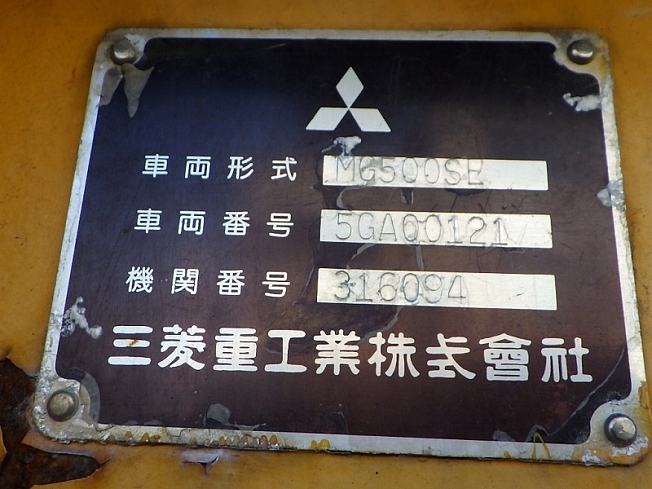 車両形式 MG500SE
車両番号 5GA00121
機関番号 316094
三菱重工業株式會社